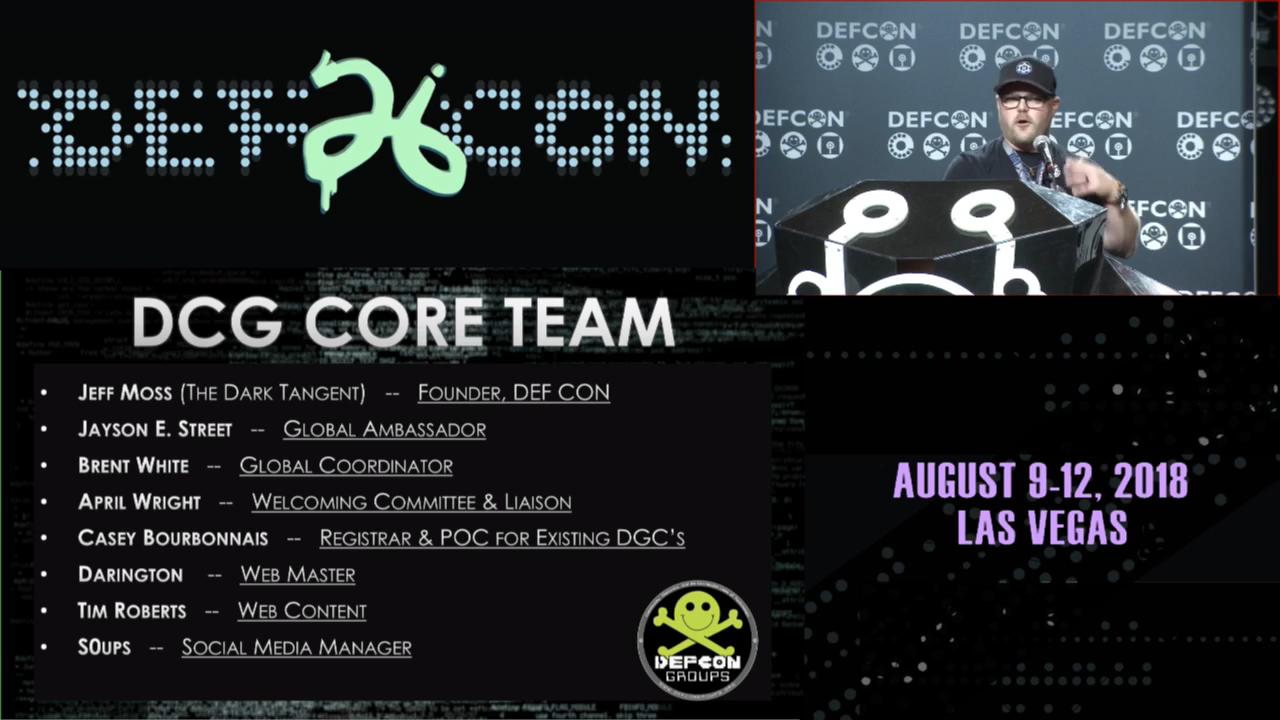 DEF CON
26
DEFCON
DEFCON
DEFCON
DEFCON
DEFCON
DCG CORE TEAM
• JEFF MOSS (THE DARK TANGENT) -- FOUNDER, DEF CON
• JAYSON E. STREET -- GLOBAL AMBASSADOR
• BRENT WHITE -- GLOBAL COORDINATOR
• APRIL WRIGHT -- WELCOMING COMMITTEE & LIAISON
• CASEY BOURBONNAIS -- REGISTRAR & POC FOR EXISTING DGC'S
• DARINGTON -- WEB MASTER
• TIM ROBERTS -- WEB CONTENT
• S0UPS -- SOCIAL MEDIA MANAGER
DEFCON
GROUPS
AUGUST 9-12, 2018
LAS VEGAS